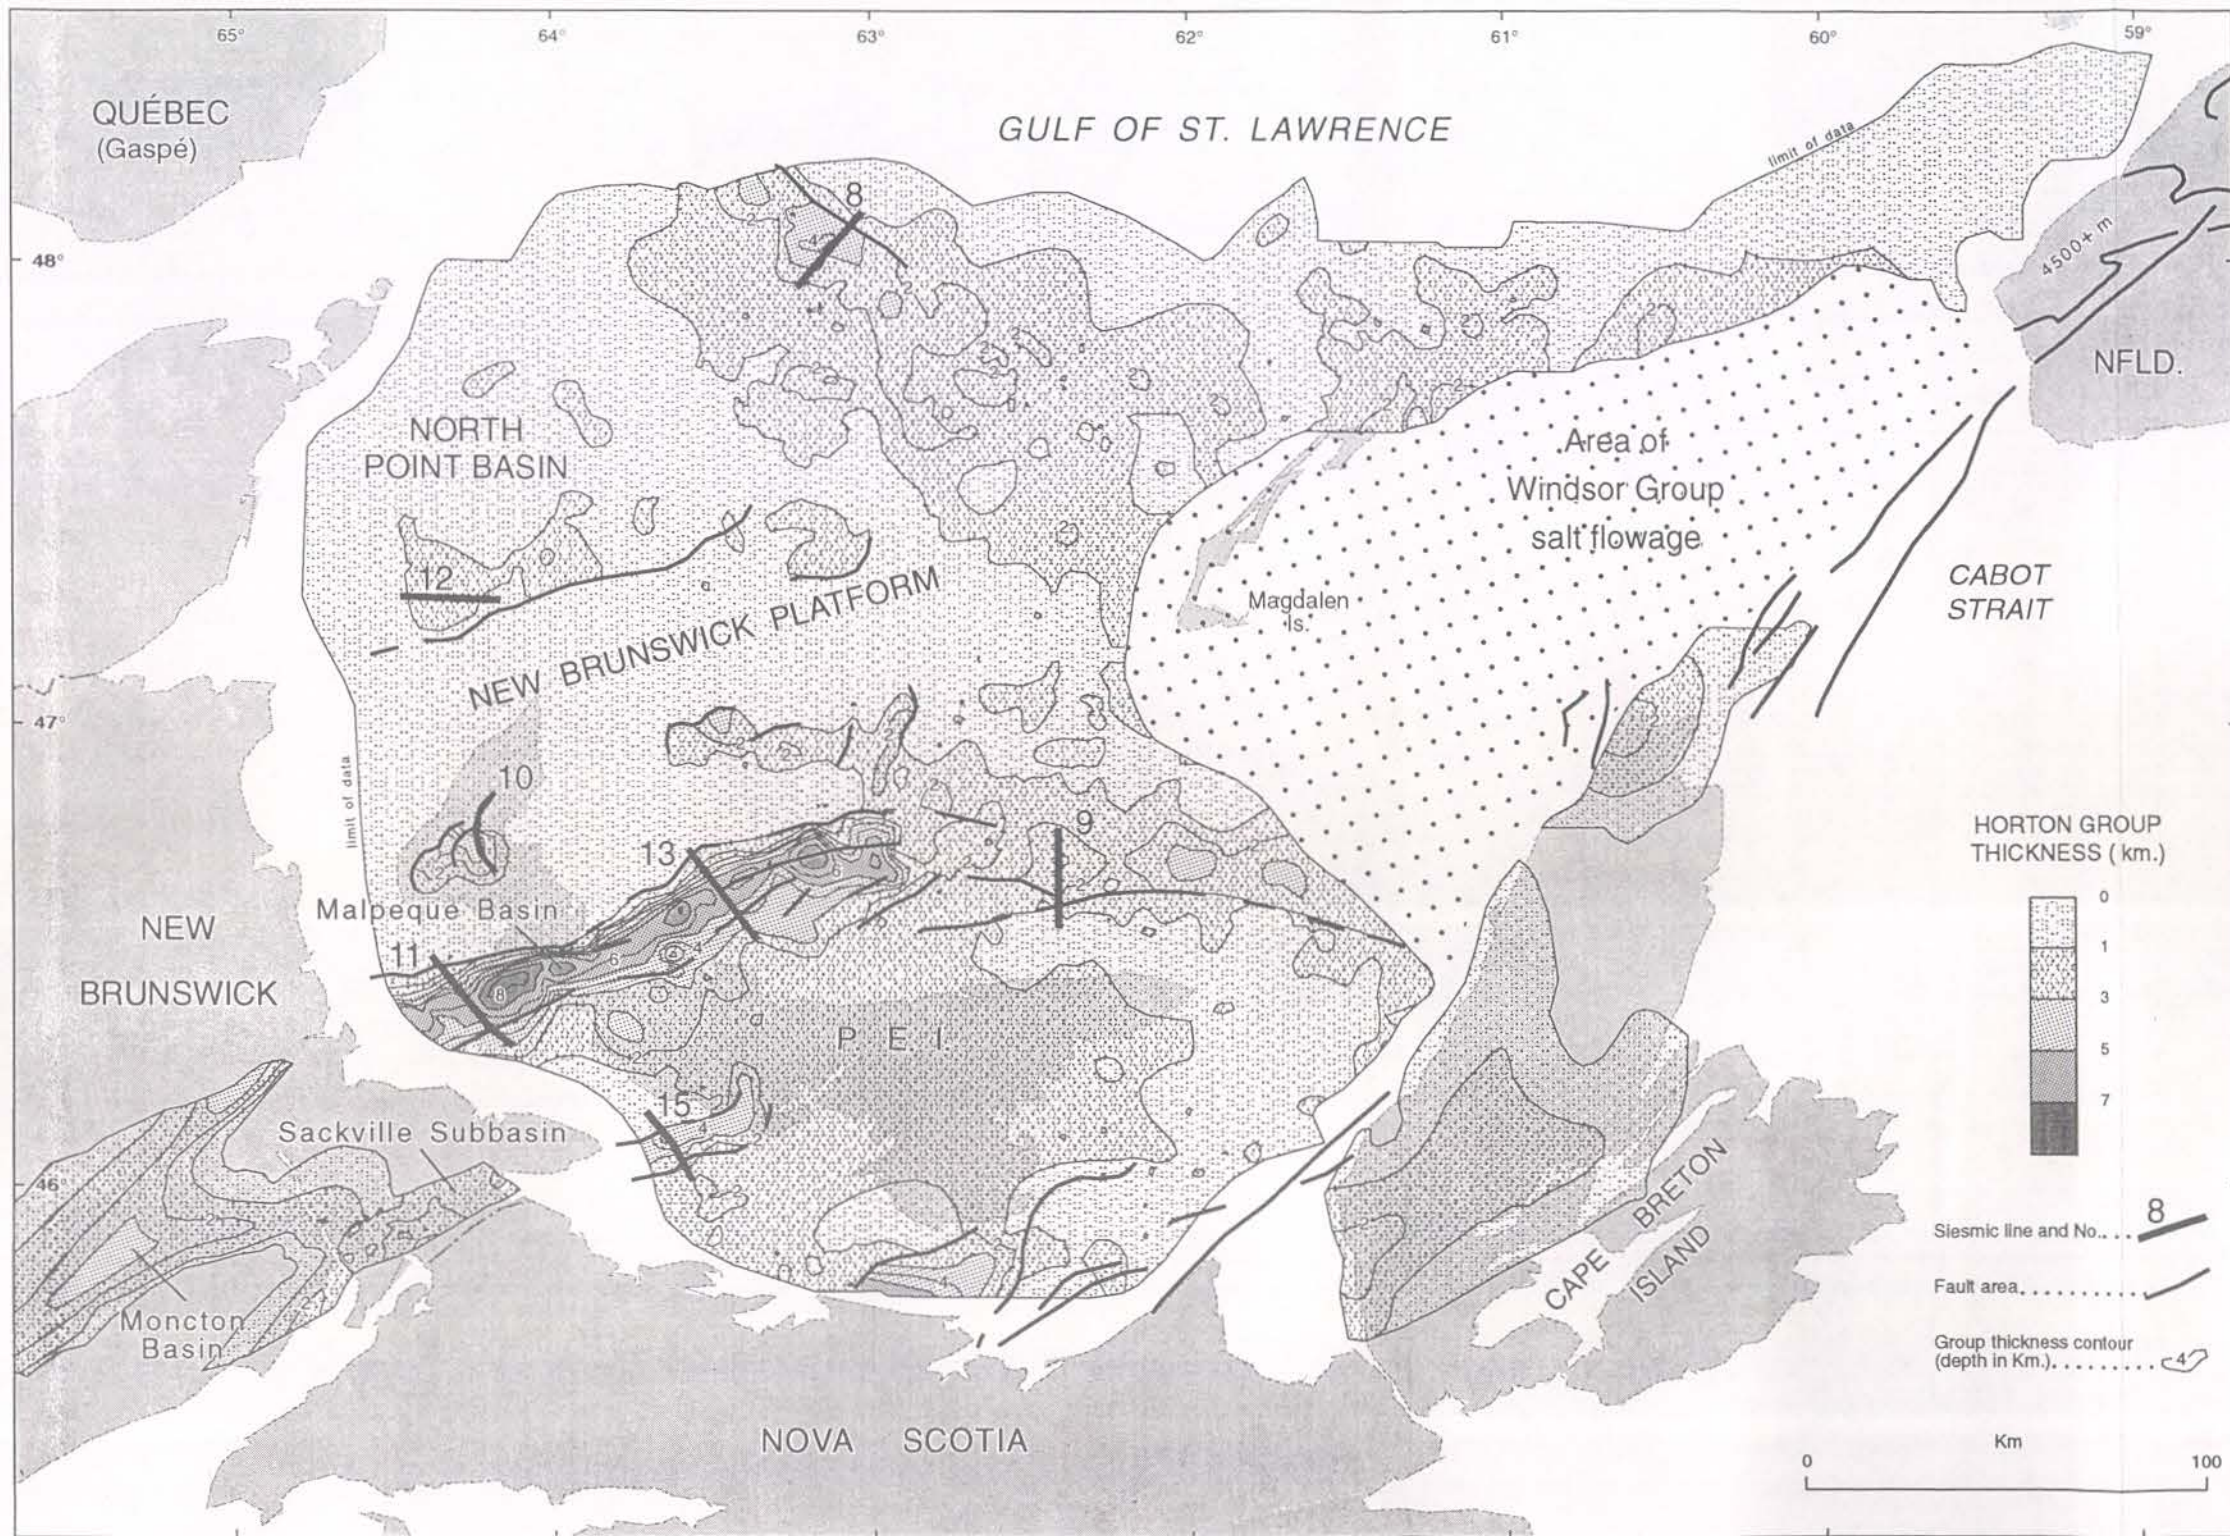 65°
64°
63°
62°
61°
60°
59°
QUÉBEC
(Gaspé)
GULF OF ST. LAWRENCE
limit of data
8
48°
4500+ m
NFLD.
NORTH
POINT BASIN
Area of
Windsor Group
salt flowage
12
Magdalen
Is.
CABOT
STRAIT
NEW BRUNSWICK PLATFORM
47°
limit of data
10
13
9
Malpeque Basin
11
NEW
BRUNSWICK
P E I
15
Sackville Subbasin
46°
Moncton
Basin
CAPE BRETON
ISLAND
NOVA SCOTIA
HORTON GROUP
THICKNESS ( km.)
0
1
3
5
7
Siesmic line and No.. . . . 8
Fault area. . . . . . . . . . . .
Group thickness contour
(depth in Km.). . . . . . . . . . . 4
Km
0 100